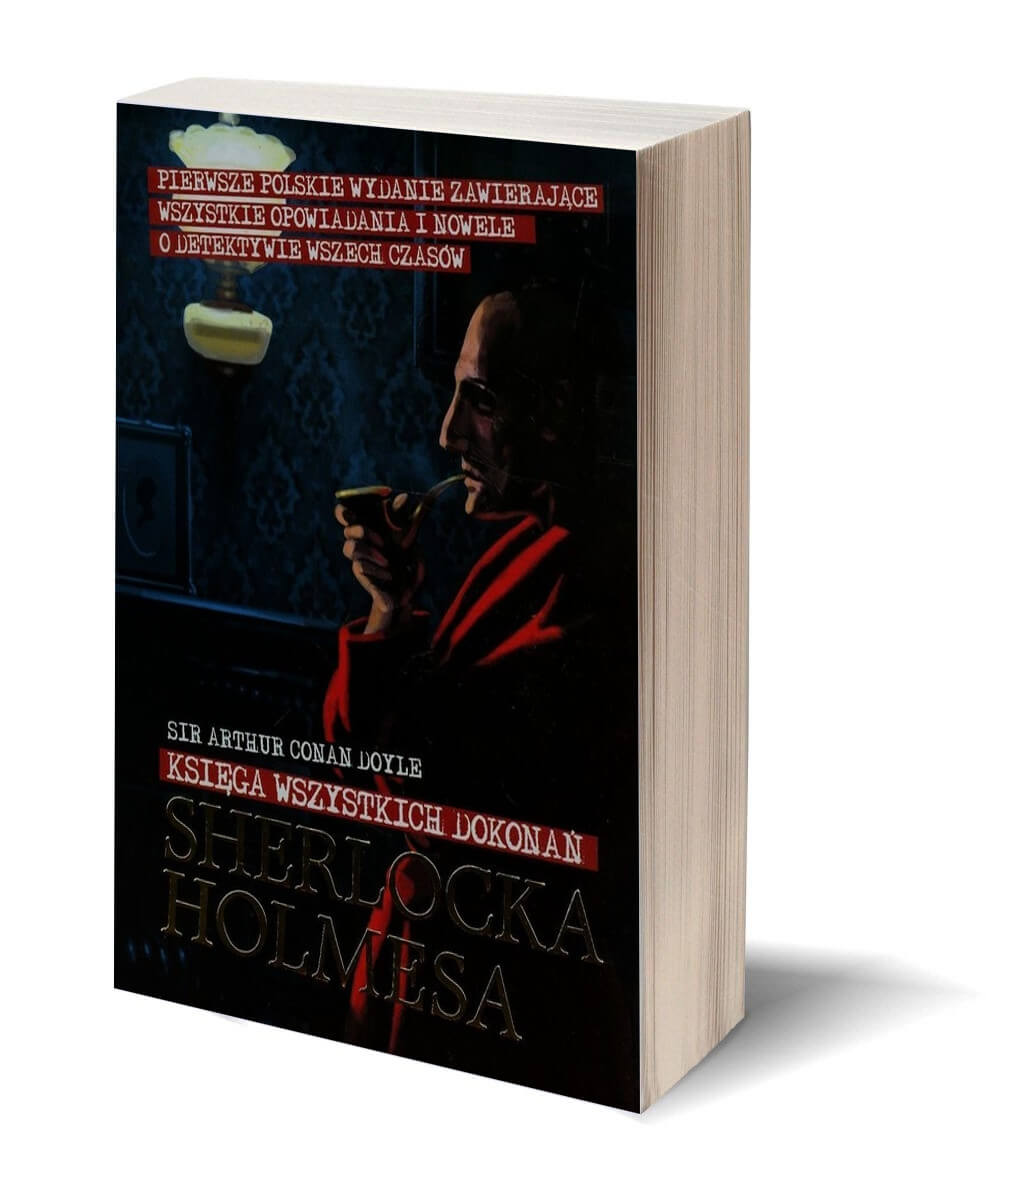 PIERWSZE POLSKIE WYDANIE ZAWIERAJĄCE
WSZYSTKIE OPOWIADANIA I NOWELE
O DETEKTYWIE WSZECH CZASÓW
SIR ARTHUR CONAN DOYLE
KSIĘGA WSZYSTKICH DOKONAŃ
SHERLOCKA
HOLMESA